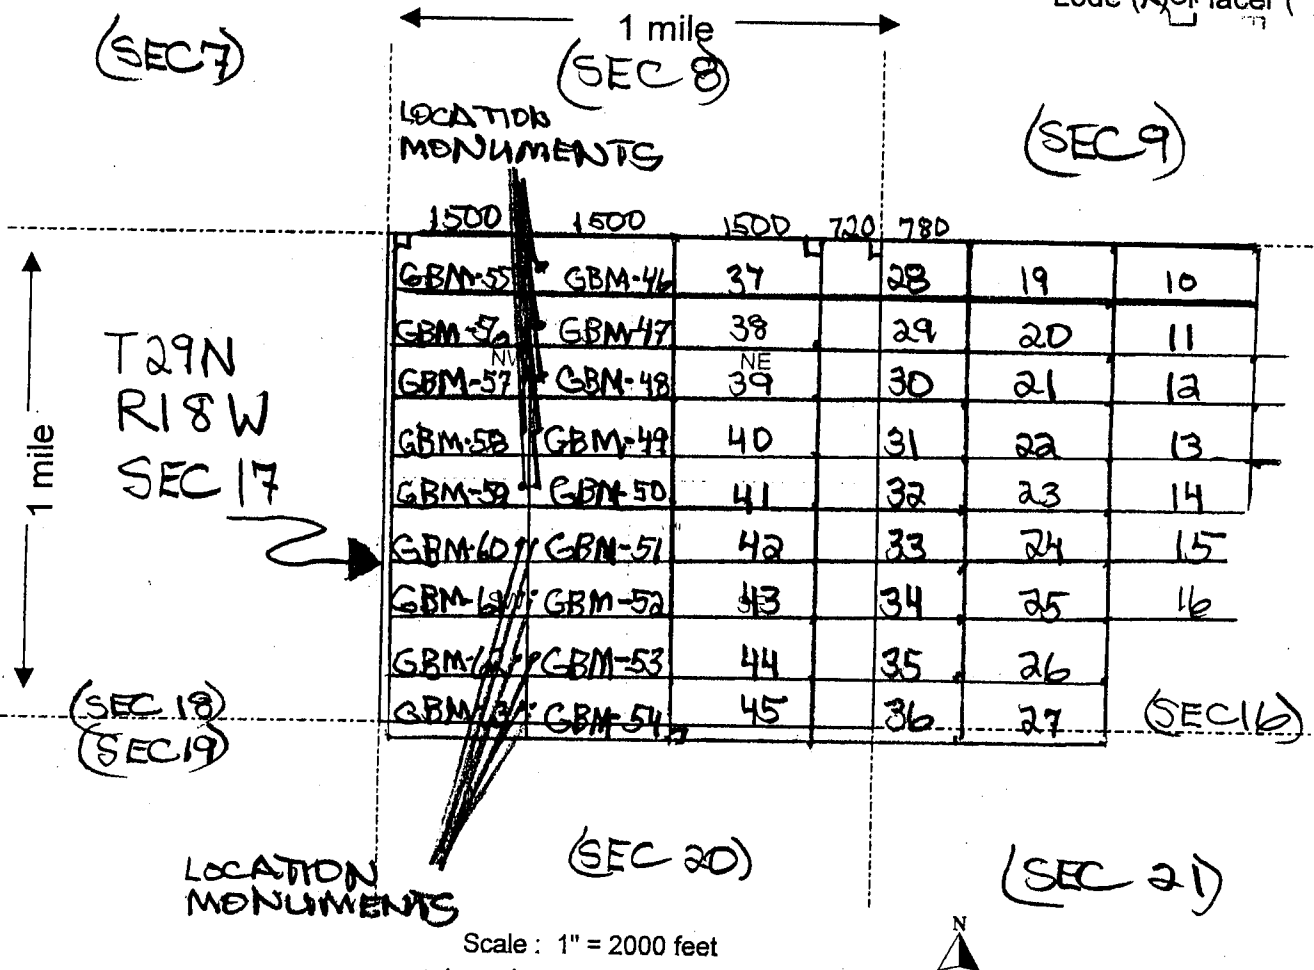 1 mile
(SEC 7)
(SEC 8)
LOCATION
MONUMENTS
(SEC 9)
1500 1500 1500 720 780
GBM-55 GBM-46 37 28 19 10
GBM-56 GBM-47 38 29 20 11
NE
GBM-57 GBM-48 39 30 21 12
GBM-58 GBM-49 40 31 22 13
GBM-59 GBM-50 41 32 23 14
GBM-60 GBM-51 42 33 24 15
GBM-61 GBM-52 43 34 25 16
GBM-62 GBM-53 44 35 26
GBM-54 45 36 27
T29N
R18W
SEC 17
1 mile
(SEC 18)
(SEC 19)
(SEC 16)
(SEC 20)
(SEC 21)
LOCATION
MONUMENTS
Scale : 1" = 2000 feet
N